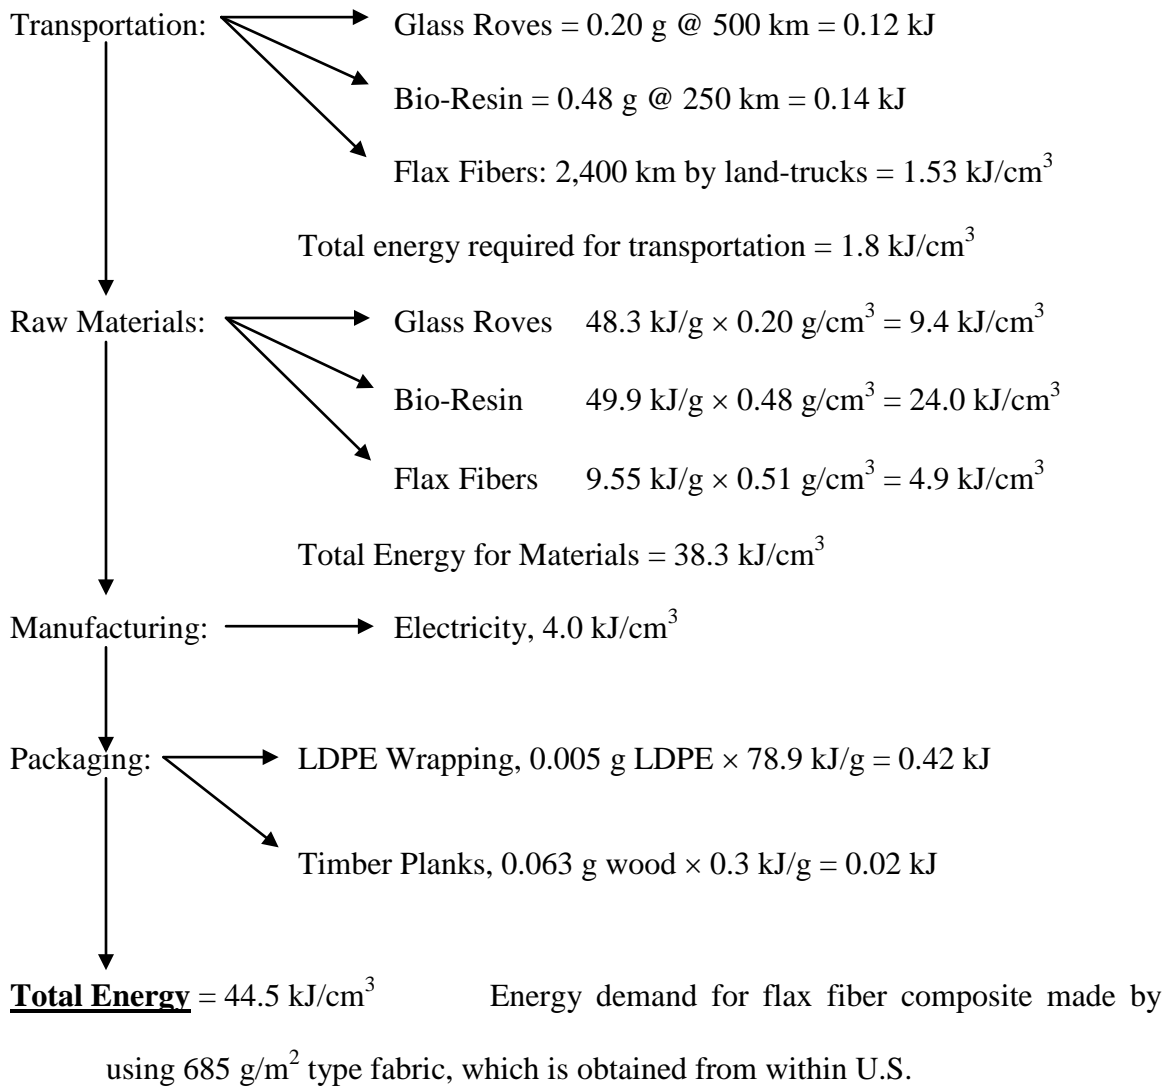 Transportation: Glass Roves = 0.20 g @ 500 km = 0.12 kJ
Bio-Resin = 0.48 g @ 250 km = 0.14 kJ
Flax Fibers: 2,400 km by land-trucks = 1.53 kJ/cm³
Total energy required for transportation = 1.8 kJ/cm³
Raw Materials: Glass Roves 48.3 kJ/g × 0.20 g/cm³ = 9.4 kJ/cm³
Bio-Resin 49.9 kJ/g × 0.48 g/cm³ = 24.0 kJ/cm³
Flax Fibers 9.55 kJ/g × 0.51 g/cm³ = 4.9 kJ/cm³
Total Energy for Materials = 38.3 kJ/cm³
Manufacturing: Electricity, 4.0 kJ/cm³
Packaging: LDPE Wrapping, 0.005 g LDPE × 78.9 kJ/g = 0.42 kJ
Timber Planks, 0.063 g wood × 0.3 kJ/g = 0.02 kJ
Total Energy = 44.5 kJ/cm³ Energy demand for flax fiber composite made by
using 685 g/m² type fabric, which is obtained from within U.S.